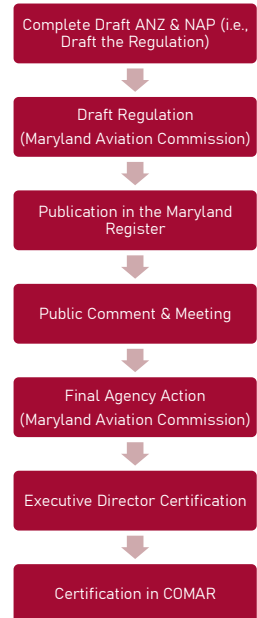 Complete Draft ANZ & NAP (i.e.,
Draft the Regulation)
Draft Regulation
(Maryland Aviation Commission)
Publication in the Maryland
Register
Public Comment & Meeting
Final Agency Action
(Maryland Aviation Commission)
Executive Director Certification
Certification in COMAR